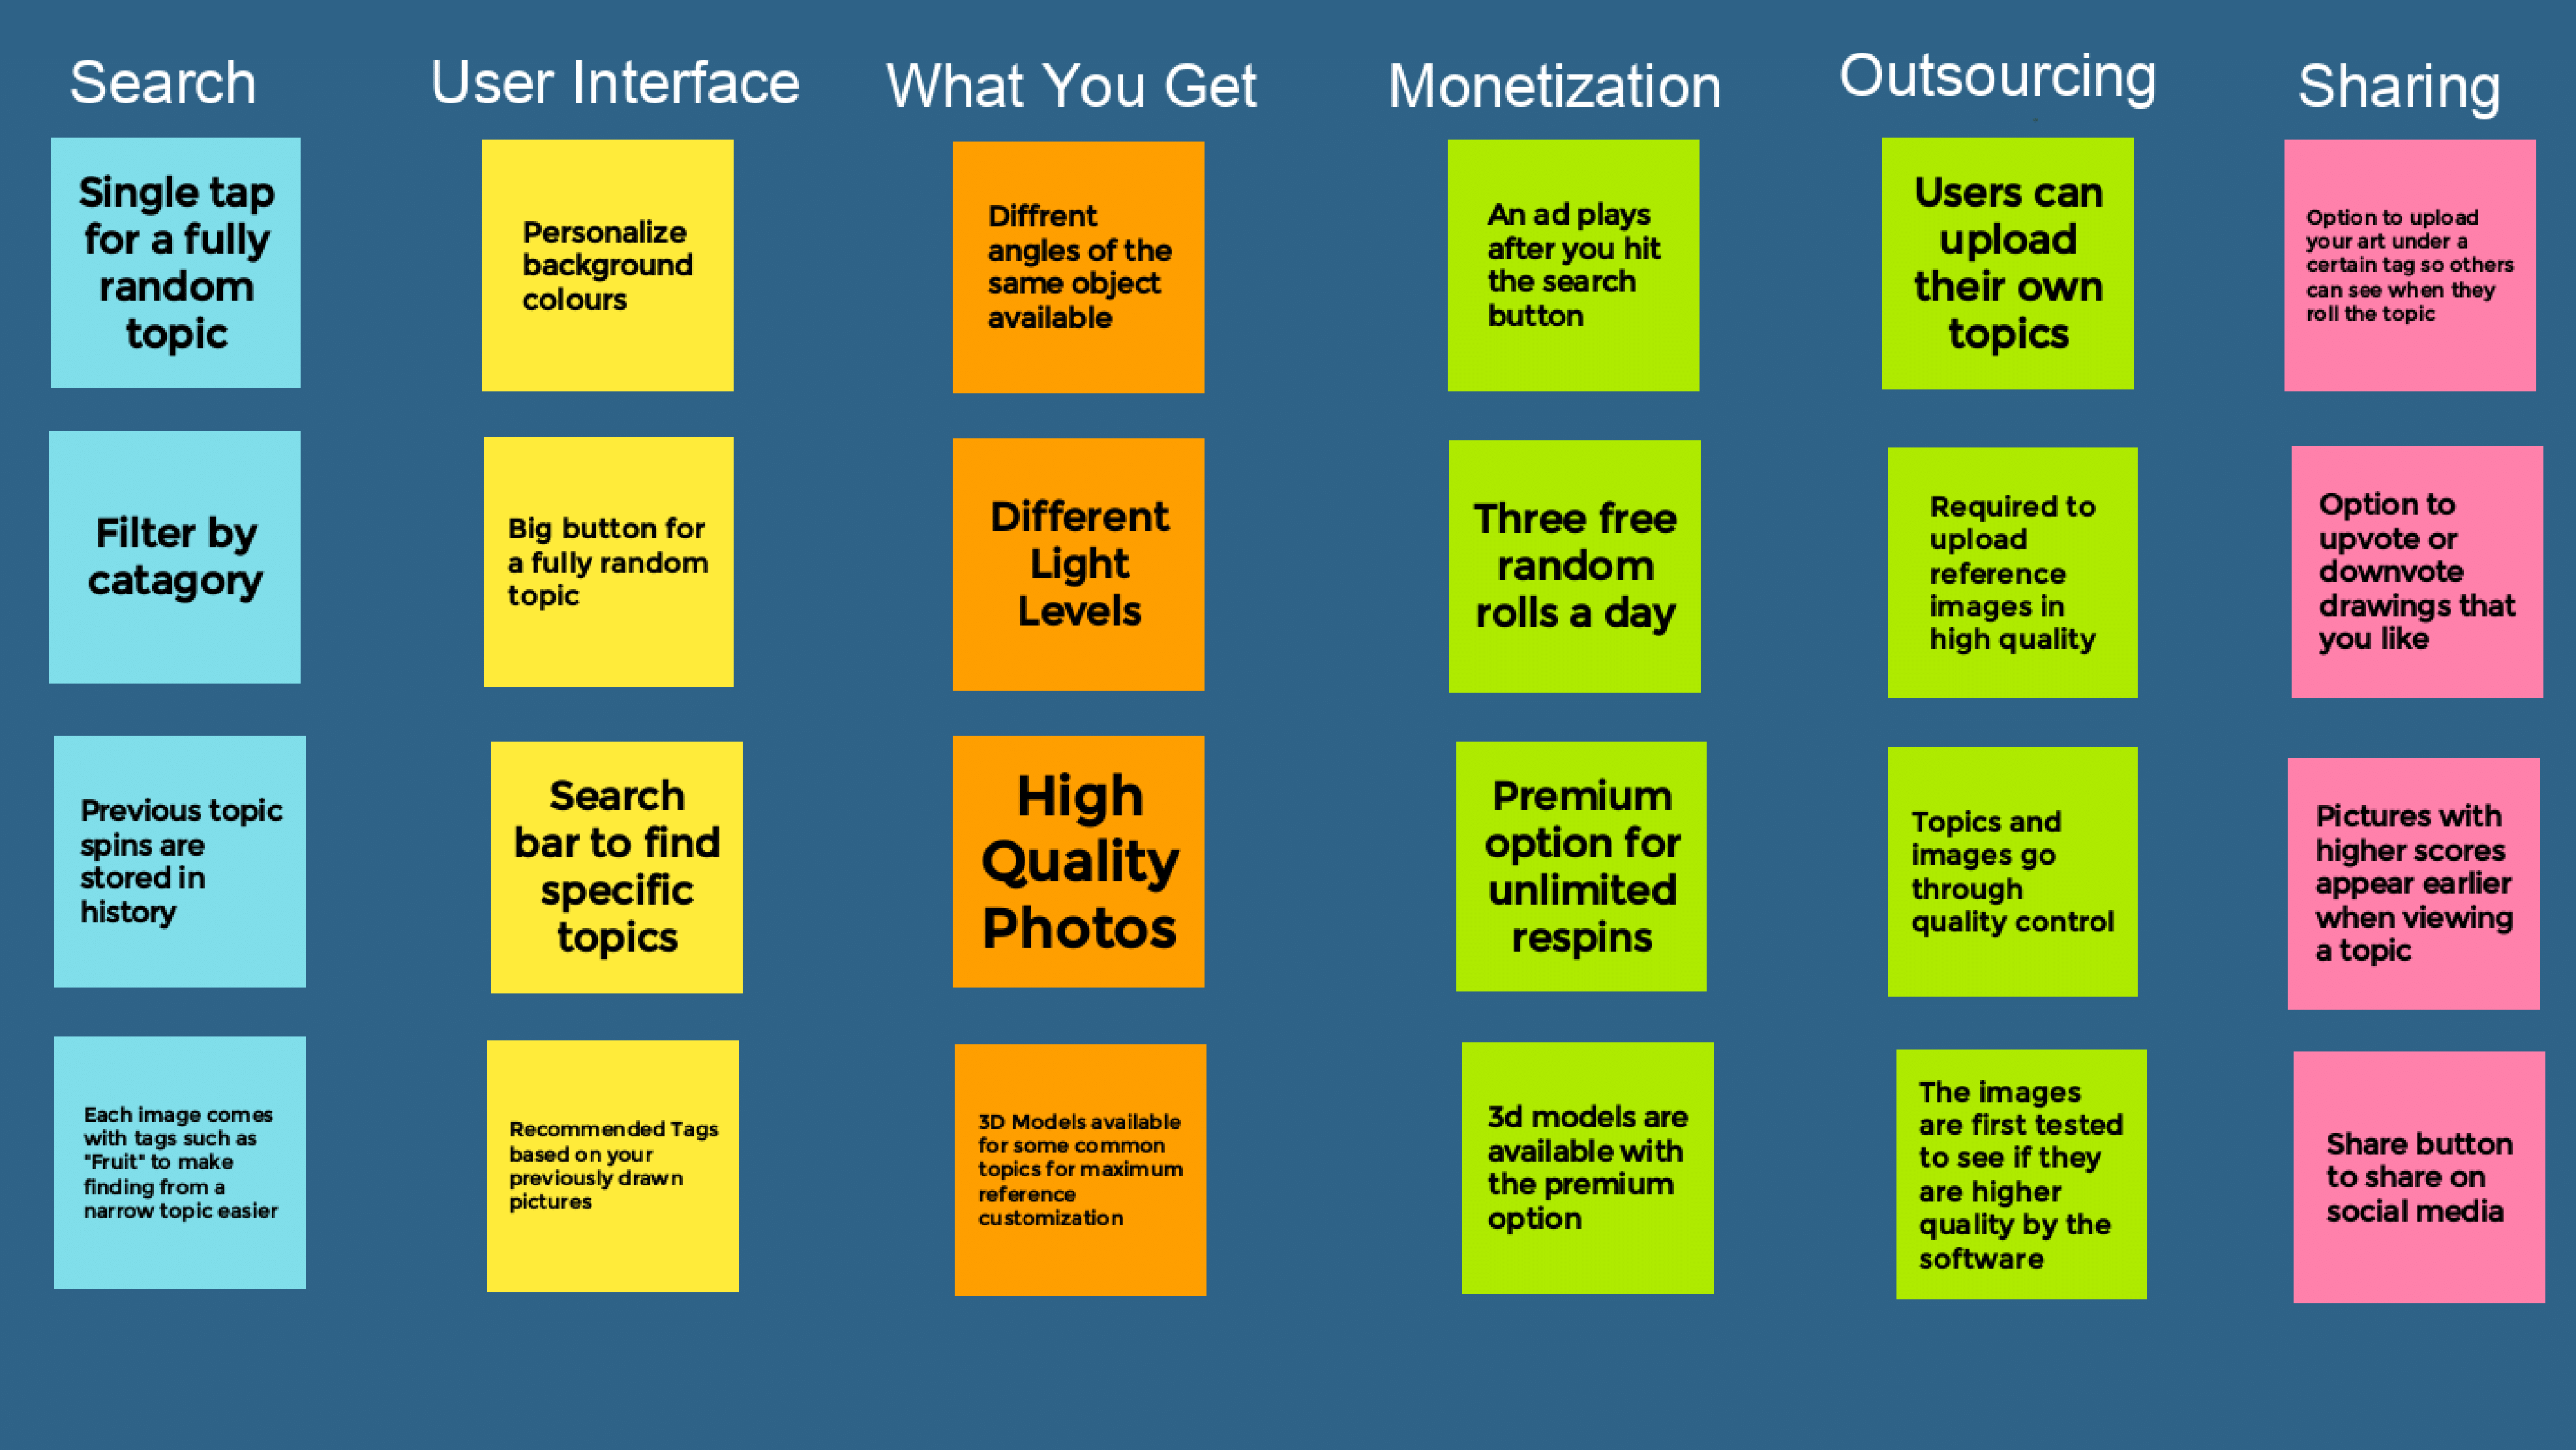 Search
Single tap
for a fully
random
topic
Filter by
catagory
Previous topic
spins are
stored in
history
Each image comes
with tags such as
"Fruit" to make
finding from a
narrow topic easier
User Interface
Personalize
background
colours
Big button for
a fully random
topic
Search
bar to find
specific
topics
Recommended Tags
based on your
previously drawn
pictures
What You Get
Diffrent
angles of the
same object
available
Different
Light
Levels
High
Quality
Photos
3D Models available
for some common
topics for maximum
reference
customization
Monetization
An ad plays
after you hit
the search
button
Three free
random
rolls a day
Premium
option for
unlimited
respins
3d models are
available with
the premium
option
Outsourcing
Users can
upload
their own
topics
Required to
upload
reference
images in
high quality
Topics and
images go
through
quality control
The images
are first tested
to see if they
are higher
quality by the
software
Sharing
Option to upload
your art under a
certain tag so others
can see when they
roll the topic
Option to
upvote or
downvote
drawings that
you like
Pictures with
higher scores
appear earlier
when viewing
a topic
Share button
to share on
social media